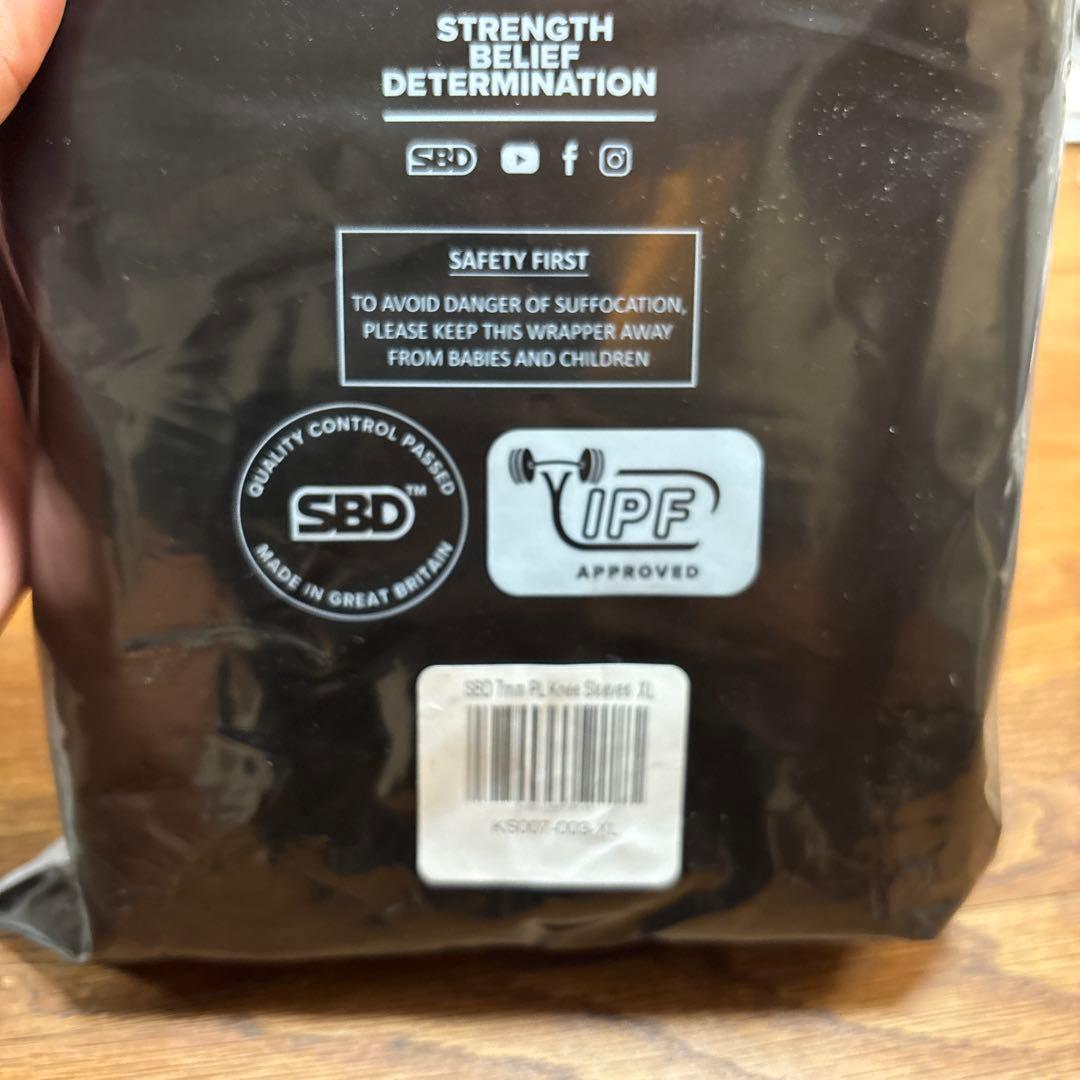 STRENGTH
BELIEF
DETERMINATION
SBD
SAFETY FIRST
TO AVOID DANGER OF SUFFOCATION,
PLEASE KEEP THIS WRAPPER AWAY
FROM BABIES AND CHILDREN
QUALITY CONTROL PASSED
SBD™
MADE IN GREAT BRITAIN
IPF
APPROVED
SBD 7mm PL Knee Sleeves XL
KS007-003-XL